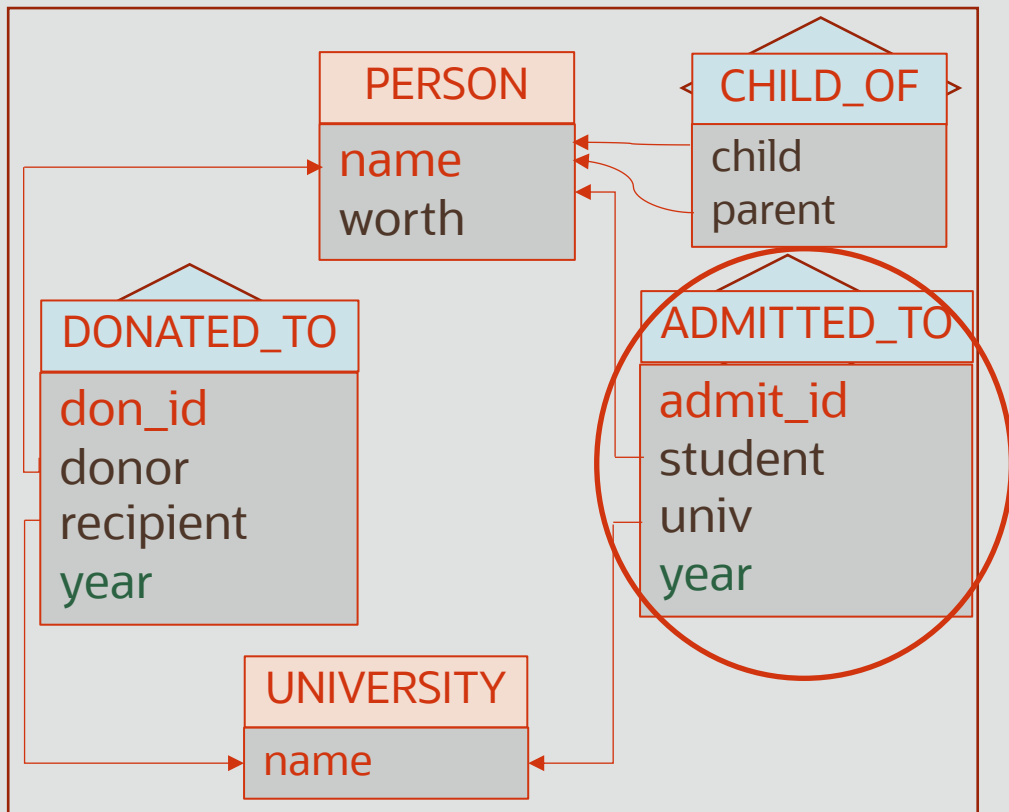 PERSON
name
worth
CHILD_OF
child
parent
DONATED_TO
don_id
donor
recipient
year
ADMITTED_TO
admit_id
student
univ
year
UNIVERSITY
name